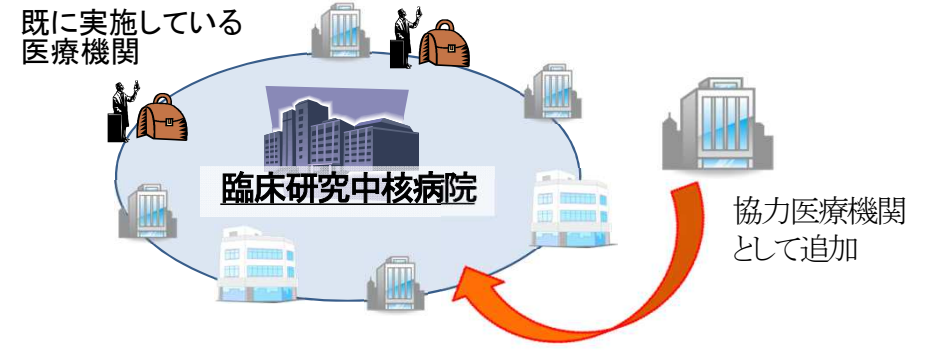 既に実施している
医療機関
臨床研究中核病院
協力医療機関
として追加